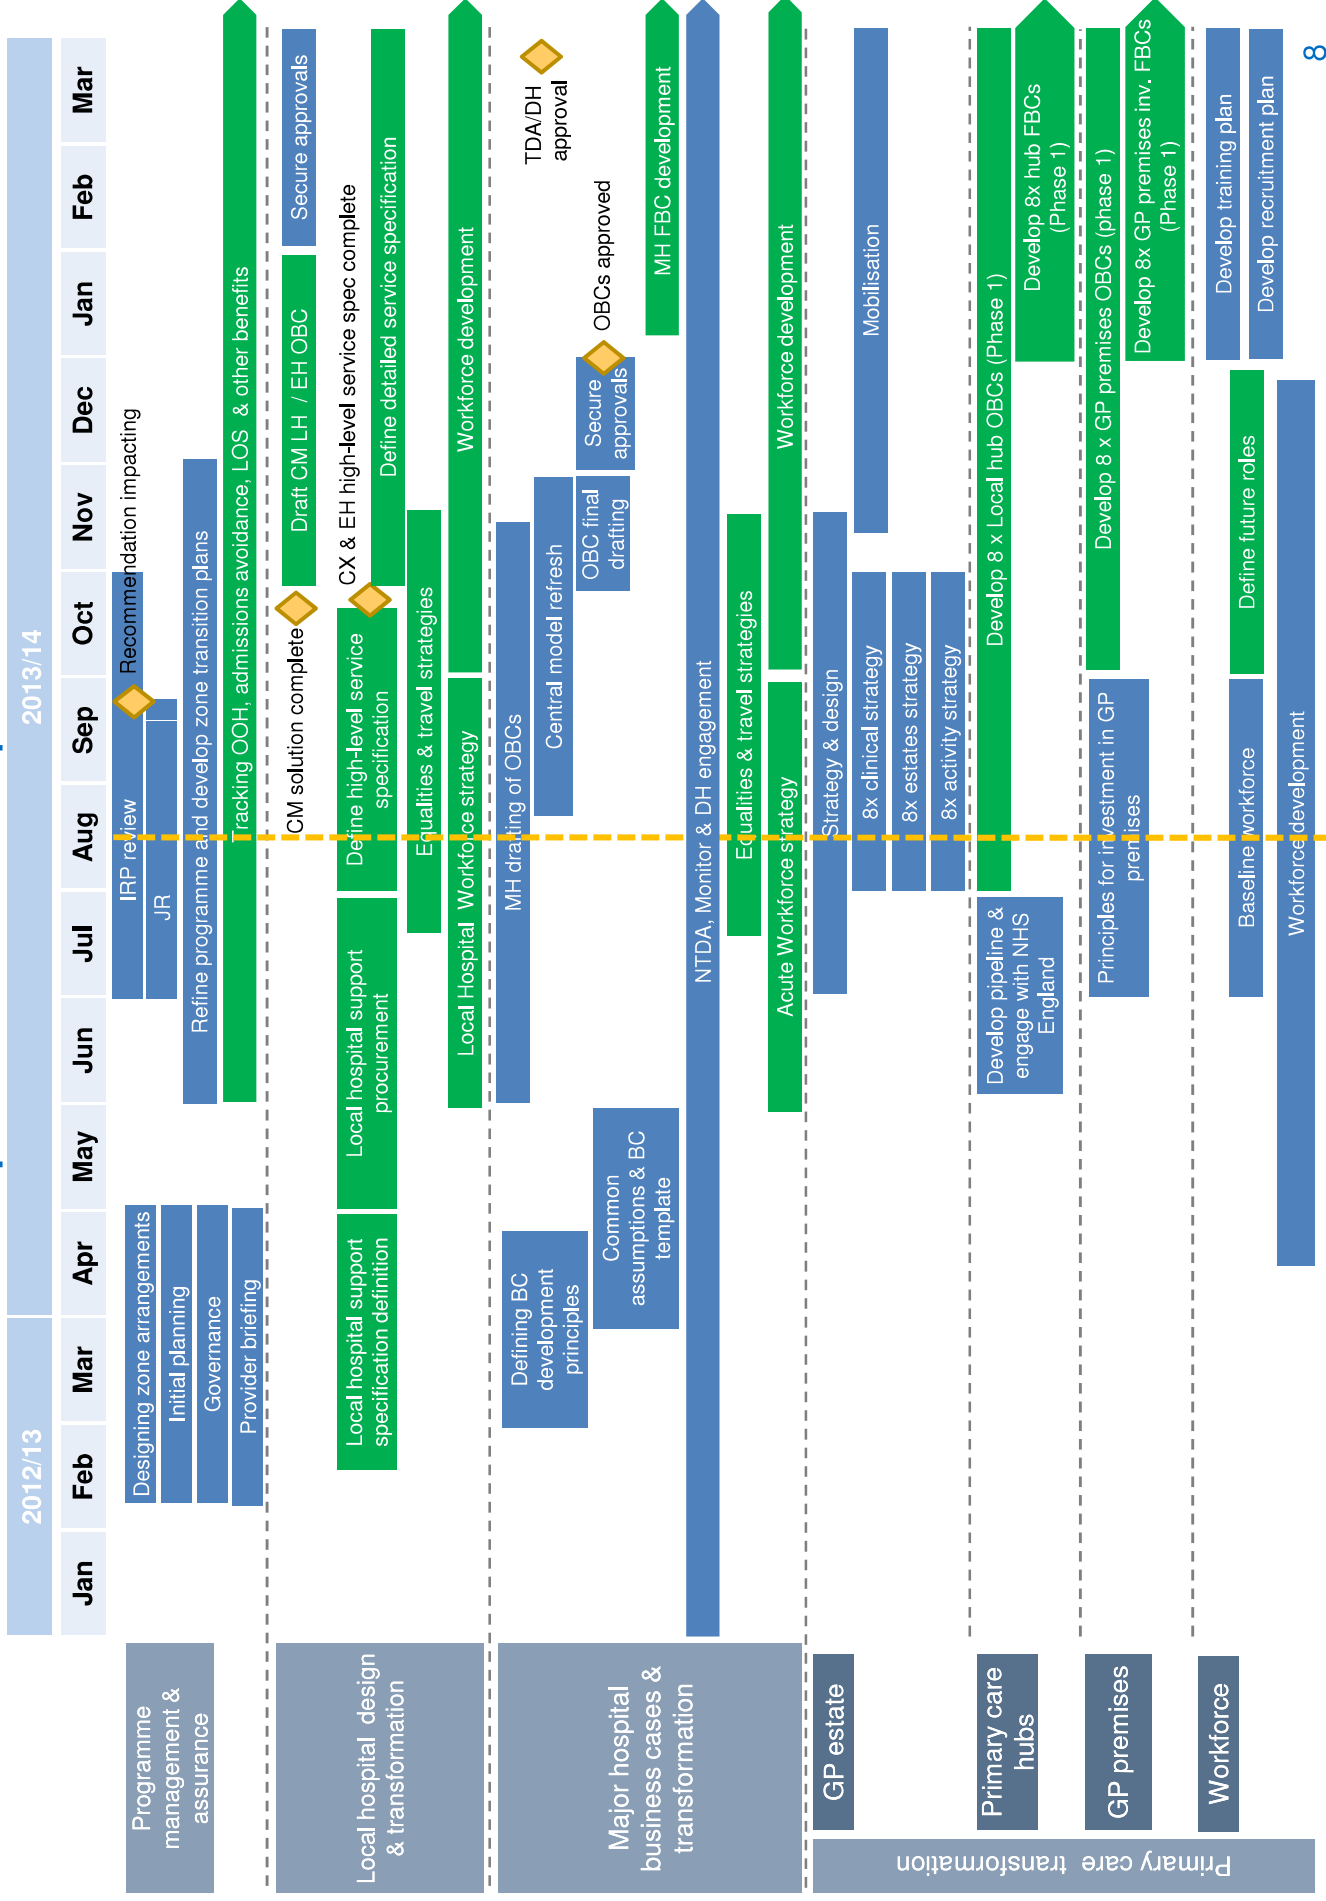 2012/13
2013/14
Jan
Feb
Mar
Apr
May
Jun
Jul
Aug
Sep
Oct
Nov
Dec
Jan
Feb
Mar
Programme
management &
assurance
Designing zone arrangements
Initial planning
Governance
Provider briefing
IRP review
Recommendation impacting
JR
Refine programme and develop zone transition plans
Tracking OOH, admissions avoidance, LOS & other benefits
Local hospital design
& transformation
CM solution complete
Draft CM LH / EH OBC
Secure approvals
Local hospital support
specification definition
Local hospital support
procurement
Define high-level service
specification
CX & EH high-level service spec complete
Define detailed service specification
Equalities & travel strategies
Local Hospital Workforce strategy
Workforce development
Major hospital
business cases &
transformation
Defining BC
development
principles
Common
assumptions & BC
template
MH drafting of OBCs
Central model refresh
OBC final
drafting
Secure
approvals
OBCs approved
TDA/DH
approval
MH FBC development
NTDA, Monitor & DH engagement
Equalities & travel strategies
Acute Workforce strategy
Workforce development
Primary care transformation
GP estate
Strategy & design
8x clinical strategy
8x estates strategy
8x activity strategy
Mobilisation
Primary care
hubs
Develop pipeline &
engage with NHS
England
Develop 8 x Local hub OBCs (Phase 1)
Develop 8x hub FBCs
(Phase 1)
GP premises
Principles for investment in GP
premises
Develop 8 x GP premises OBCs (phase 1)
Develop 8x GP premises inv. FBCs
(Phase 1)
Workforce
Baseline workforce
Define future roles
Develop training plan
Develop recruitment plan
Workforce development
8